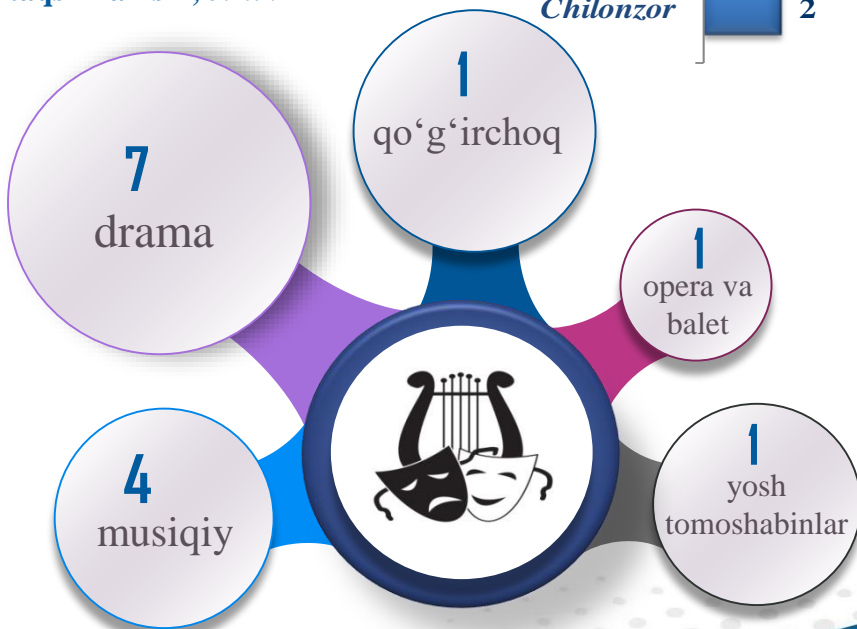 Chilonzor 2
1
qo‘g‘irchoq
7
drama
1
opera va
balet
4
musiqiy
1
yosh
tomoshabinlar